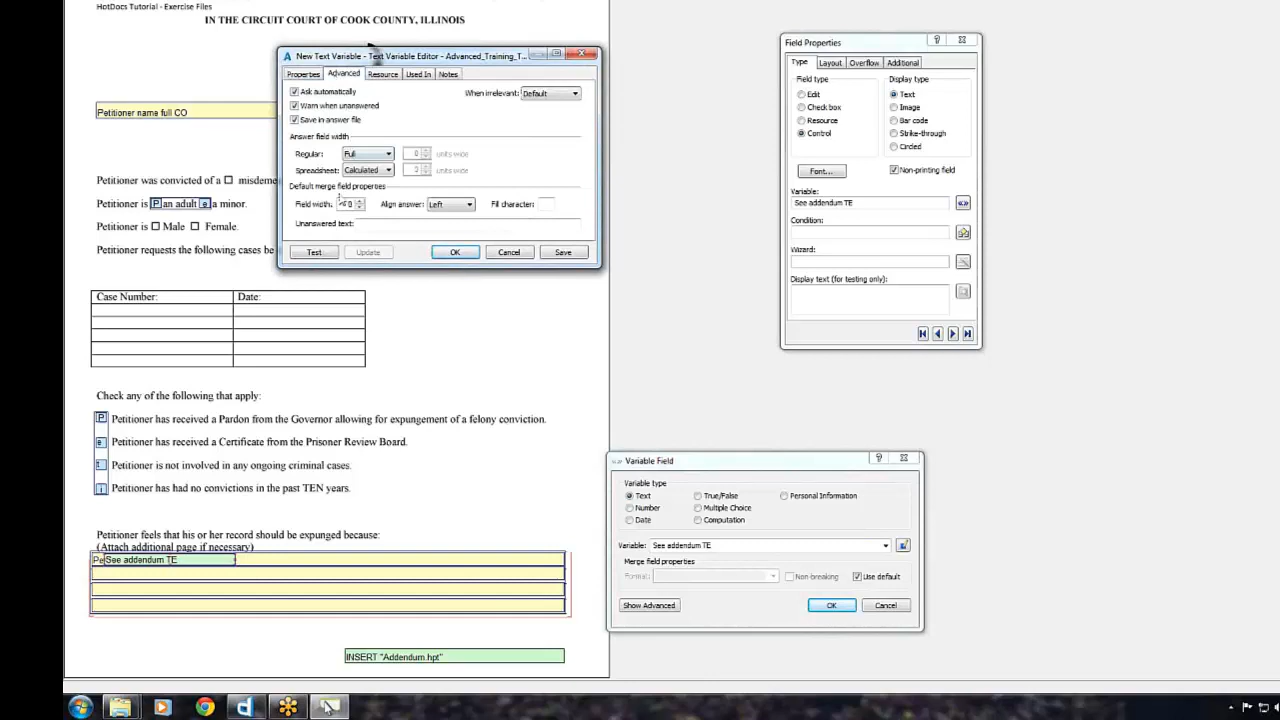 HotDocs Tutorial - Exercise Files
IN THE CIRCUIT COURT OF COOK COUNTY, ILLINOIS
New Text Variable - Text Variable Editor - Advanced_Training_T...
Properties Advanced Resource Used In Notes
Ask automatically
When irrelevant: Default
Warn when unanswered
Save in answer file
Answer field width
Regular: Full 0 units wide
Spreadsheet: Calculated units wide
Default merge field properties
Field width: Align answer: Left Fill character:
Unanswered text:
Test Update OK Cancel Save
Petitioner name full CO
Petitioner was convicted of a ☐ misdeme
Petitioner is P an adult e a minor.
Petitioner is ☐ Male ☐ Female.
Petitioner requests the following cases be
Case Number: Date:
Check any of the following that apply:
P Petitioner has received a Pardon from the Governor allowing for expungement of a felony conviction.
e Petitioner has received a Certificate from the Prisoner Review Board.
t Petitioner is not involved in any ongoing criminal cases.
i Petitioner has had no convictions in the past TEN years.
Petitioner feels that his or her record should be expunged because:
(Attach additional page if necessary)
Pe See addendum TE
INSERT "Addendum.hpt"
Field Properties
Type Layout Overflow Additional
Field type Display type
Edit Text
Check box Image
Resource Bar code
Control Strike-through
Circled
Font... Non-printing field
Variable:
See addendum TE
Condition:
Wizard:
Display text (for testing only):
Variable Field
Variable type
Text True/False Personal Information
Number Multiple Choice
Date Computation
Variable: See addendum TE
Merge field properties
Format: Non-breaking Use default
Show Advanced OK Cancel